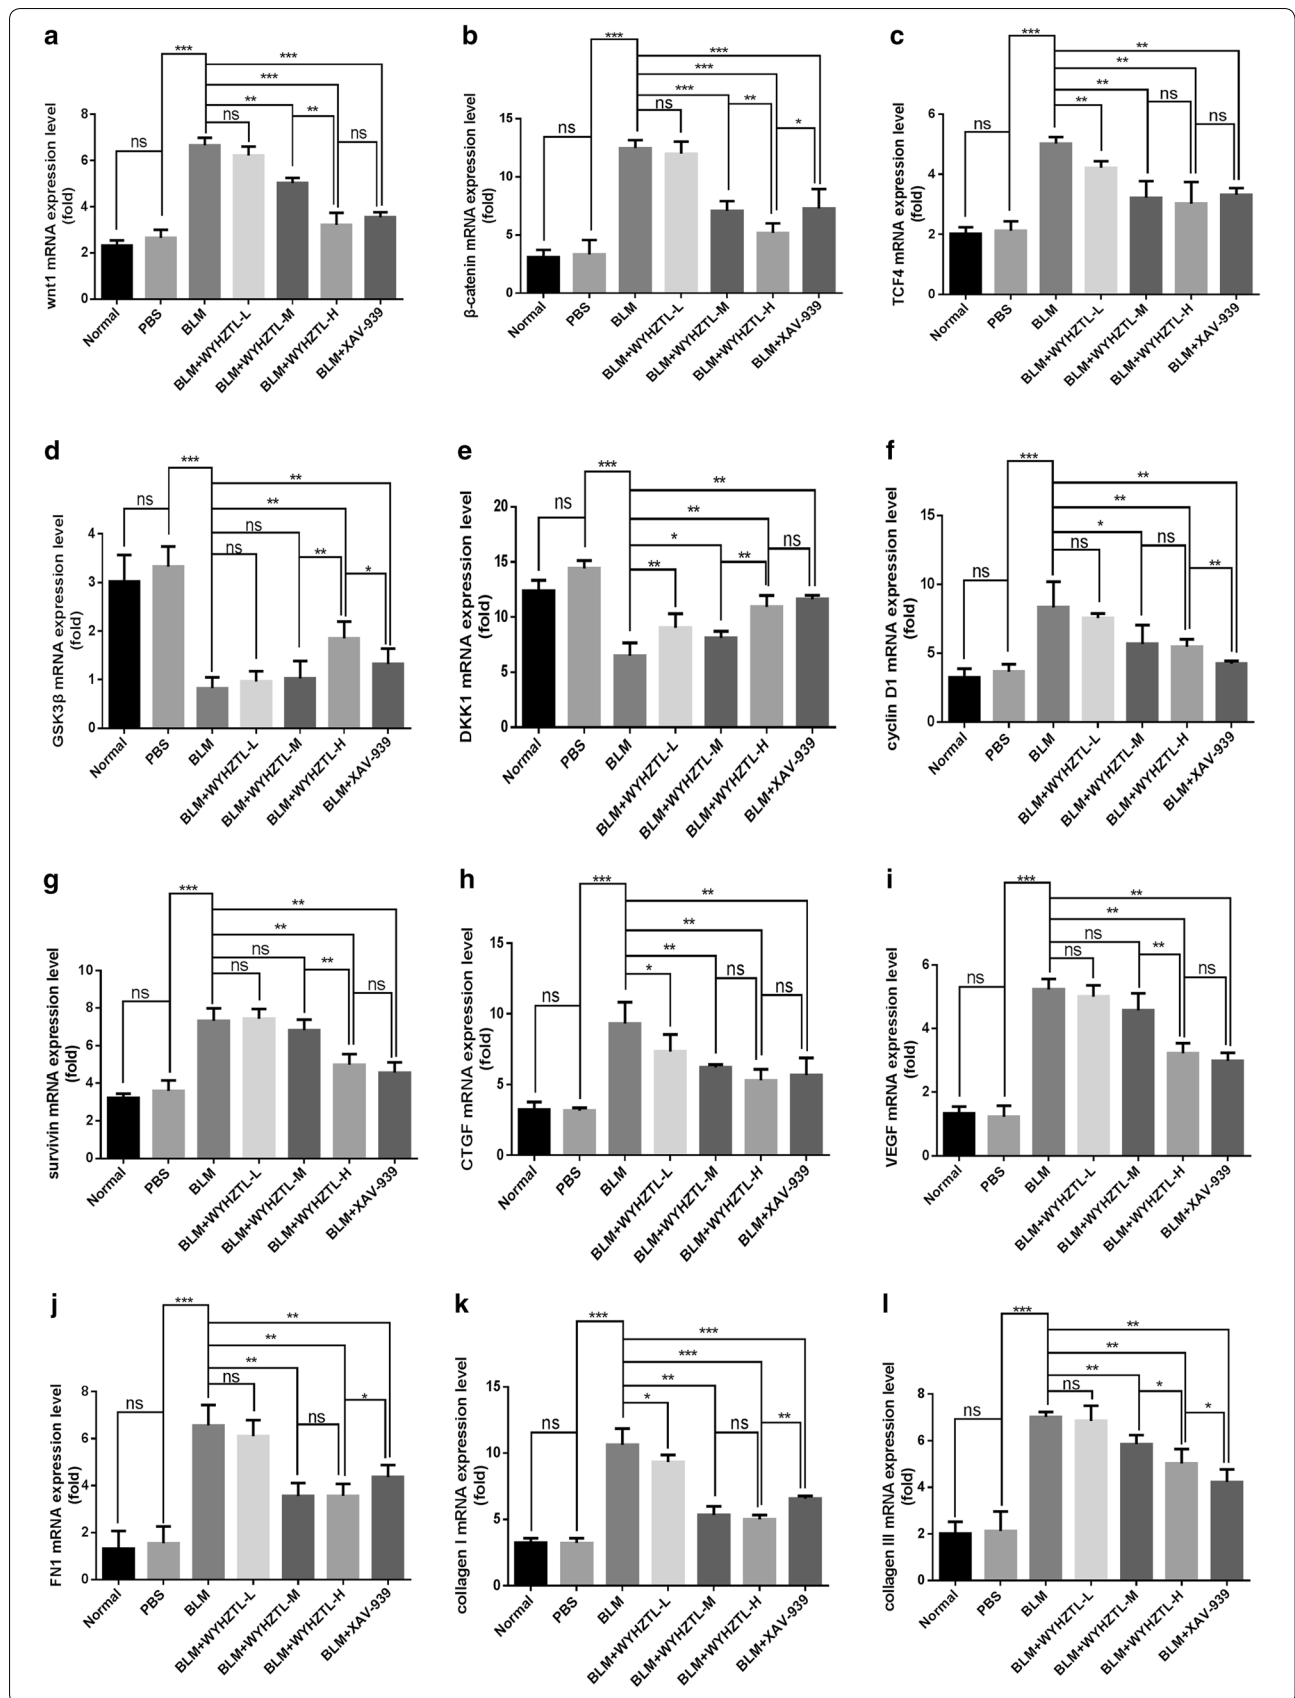 a
***
***
***
**
ns
**
ns
ns
wnt1 mRNA expression level
(fold)
8
6
4
2
0
Normal
PBS
BLM
BLM+WYHZTL-L
BLM+WYHZTL-M
BLM+WYHZTL-H
BLM+XAV-939
b
***
***
***
***
ns
**
*
ns
β-catenin mRNA expression level
(fold)
15
10
5
0
Normal
PBS
BLM
BLM+WYHZTL-L
BLM+WYHZTL-M
BLM+WYHZTL-H
BLM+XAV-939
c
***
**
**
**
**
ns
ns
ns
TCF4 mRNA expression level
(fold)
6
4
2
0
Normal
PBS
BLM
BLM+WYHZTL-L
BLM+WYHZTL-M
BLM+WYHZTL-H
BLM+XAV-939
d
***
**
**
ns
ns
ns
**
*
GSK3β mRNA expression level
(fold)
4
3
2
1
0
Normal
PBS
BLM
BLM+WYHZTL-L
BLM+WYHZTL-M
BLM+WYHZTL-H
BLM+XAV-939
e
***
**
ns
**
*
ns
**
**
DKK1 mRNA expression level
(fold)
20
15
10
5
0
Normal
PBS
BLM
BLM+WYHZTL-L
BLM+WYHZTL-M
BLM+WYHZTL-H
BLM+XAV-939
f
***
**
**
*
ns
ns
**
ns
cyclin D1 mRNA expression level
(fold)
15
10
5
0
Normal
PBS
BLM
BLM+WYHZTL-L
BLM+WYHZTL-M
BLM+WYHZTL-H
BLM+XAV-939
g
***
**
**
ns
ns
**
ns
ns
survivin mRNA expression level
(fold)
10
8
6
4
2
0
Normal
PBS
BLM
BLM+WYHZTL-L
BLM+WYHZTL-M
BLM+WYHZTL-H
BLM+XAV-939
h
***
**
**
**
*
ns
ns
ns
CTGF mRNA expression level
(fold)
15
10
5
0
Normal
PBS
BLM
BLM+WYHZTL-L
BLM+WYHZTL-M
BLM+WYHZTL-H
BLM+XAV-939
i
***
**
**
ns
ns
**
ns
ns
VEGF mRNA expression level
(fold)
6
4
2
0
Normal
PBS
BLM
BLM+WYHZTL-L
BLM+WYHZTL-M
BLM+WYHZTL-H
BLM+XAV-939
j
***
**
**
**
ns
*
ns
ns
FN1 mRNA expression level
(fold)
8
6
4
2
0
Normal
PBS
BLM
BLM+WYHZTL-L
BLM+WYHZTL-M
BLM+WYHZTL-H
BLM+XAV-939
k
***
***
***
**
*
ns
ns
**
collagen I mRNA expression level
(fold)
15
10
5
0
Normal
PBS
BLM
BLM+WYHZTL-L
BLM+WYHZTL-M
BLM+WYHZTL-H
BLM+XAV-939
l
***
**
**
**
ns
*
*
ns
collagen III mRNA expression level
(fold)
8
6
4
2
0
Normal
PBS
BLM
BLM+WYHZTL-L
BLM+WYHZTL-M
BLM+WYHZTL-H
BLM+XAV-939